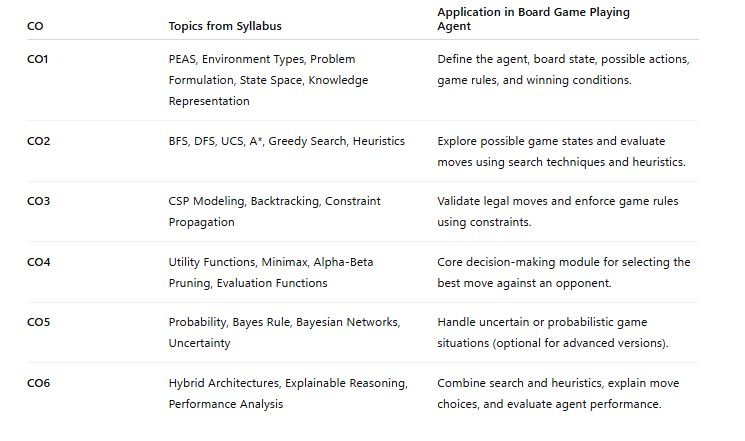 CO Topics from Syllabus Application in Board Game Playing
Agent
CO1 PEAS, Environment Types, Problem Define the agent, board state, possible actions,
Formulation, State Space, Knowledge game rules, and winning conditions.
Representation
CO2 BFS, DFS, UCS, A*, Greedy Search, Heuristics Explore possible game states and evaluate
moves using search techniques and heuristics.
CO3 CSP Modeling, Backtracking, Constraint Validate legal moves and enforce game rules
Propagation using constraints.
CO4 Utility Functions, Minimax, Alpha-Beta Core decision-making module for selecting the
Pruning, Evaluation Functions best move against an opponent.
CO5 Probability, Bayes Rule, Bayesian Networks, Handle uncertain or probabilistic game
Uncertainty situations (optional for advanced versions).
CO6 Hybrid Architectures, Explainable Reasoning, Combine search and heuristics, explain move
Performance Analysis choices, and evaluate agent performance.